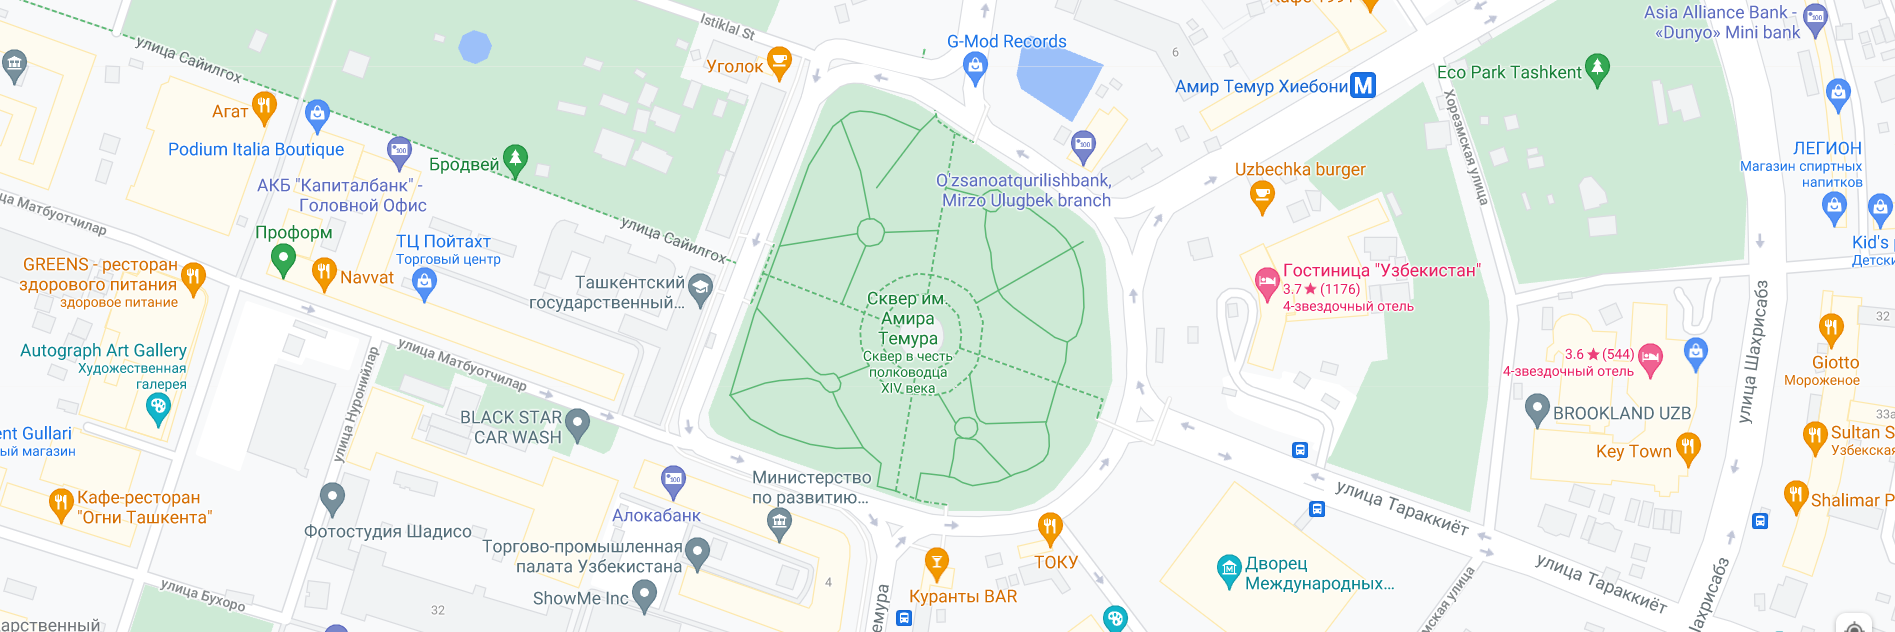 Кафе 1991
Asia Alliance Bank -
«Dunyo» Mini bank
Istiklal St
G-Mod Records
6
улица Сайилгох
Уголок
Eco Park Tashkent
Амир Темур Хиебони M
Хорезмская улица
Агат
Podium Italia Boutique
Бродвей
ЛЕГИОН
Магазин спиртных
напитков
Uzbechka burger
O'zsanoatqurilishbank,
Mirzo Ulugbek branch
АКБ "Капиталбанк" -
Головной Офис
ца Матбуотчилар
улица Сайилгох
Проформ
ТЦ Пойтахт
Торговый центр
Kid's
Детски
GREENS - ресторан
здорового питания
здоровое питание
Navvat
Ташкентский
государственный...
Гостиница "Узбекистан"
3.7 ★ (1176)
4-звездочный отель
Сквер им.
Амира
Темура
Сквер в честь
полководца
XIV века
улица Шахрисабз
32
Autograph Art Gallery
Художественная
галерея
улица Матбуотчилар
улица Нуронийлар
3.6 ★ (544)
4-звездочный отель
Giotto
Мороженое
BLACK STAR
CAR WASH
BROOKLAND UZB
33а
ent Gullari
ый магазин
Key Town
Sultan S
Узбекская
Министерство
по развитию...
улица Тараккиёт
Кафе-ресторан
"Огни Ташкента"
Алокабанк
Shalimar P
Фотостудия Шадисо
Торгово-промышленная
палата Узбекистана
ТОКУ
Дворец
Международных...
улица Тараккиёт
улица Бухоро
4
ShowMe Inc
Куранты BAR
32
емура
мская улица
Шахрисабз
арственный